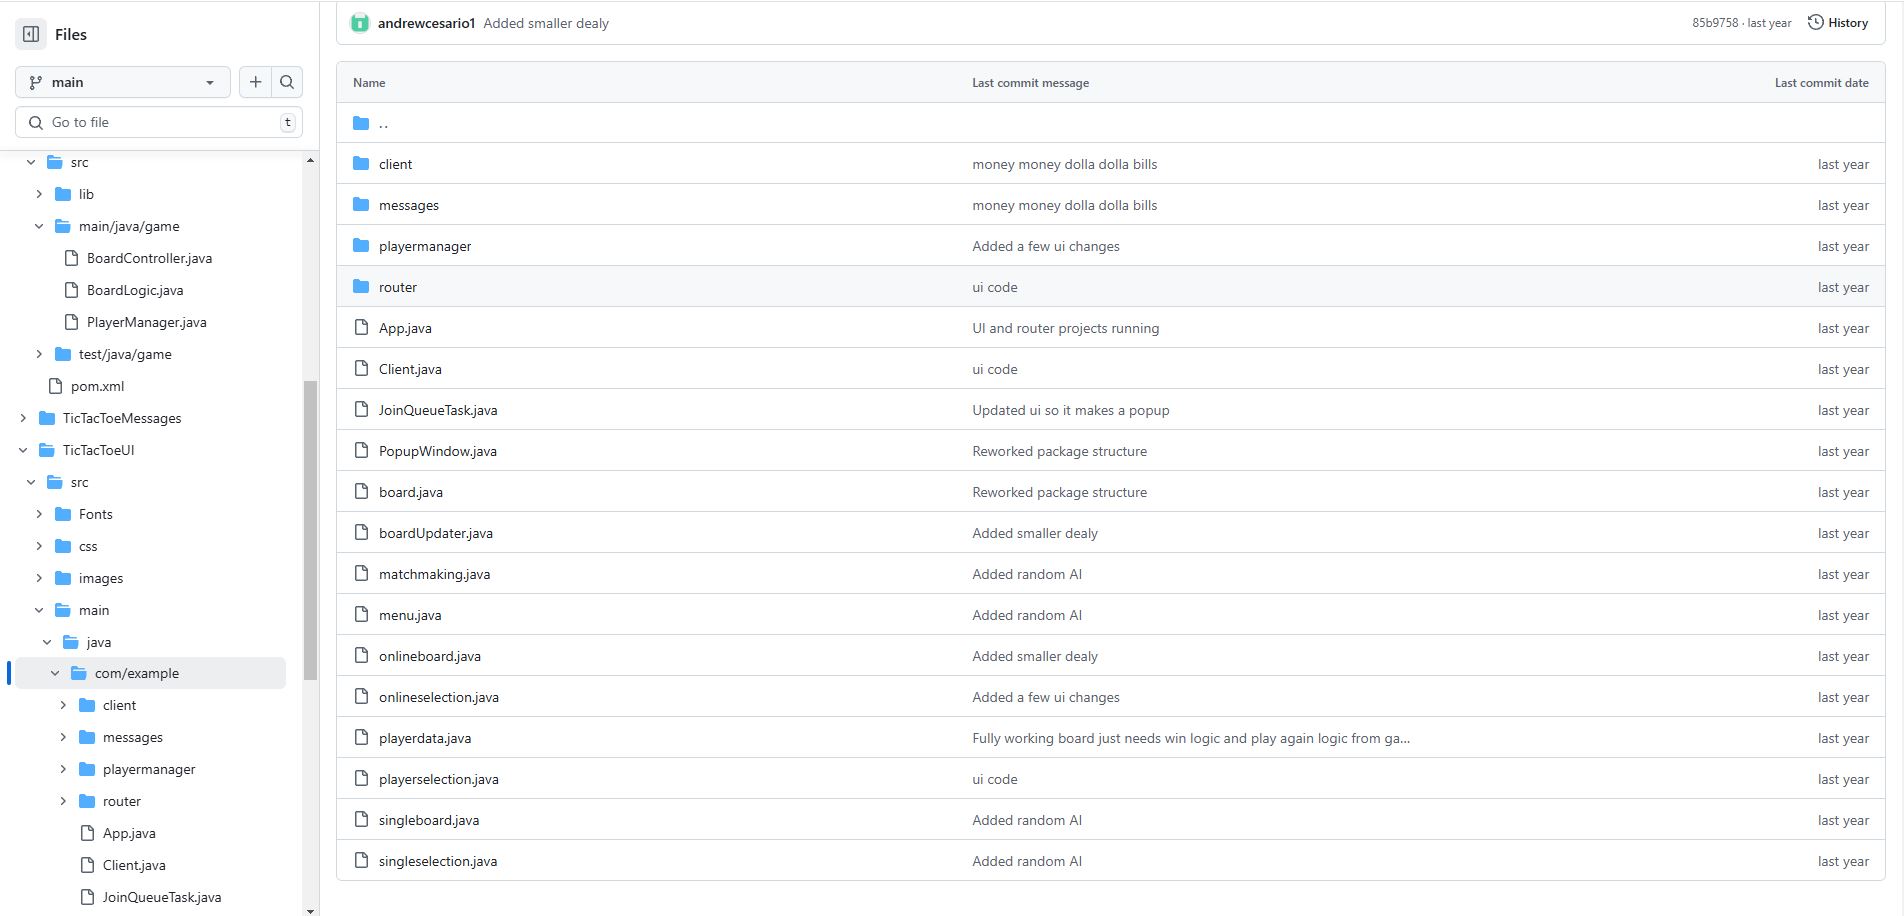 Files
main
Go to file
t
src
lib
main/java/game
BoardController.java
BoardLogic.java
PlayerManager.java
test/java/game
pom.xml
TicTacToeMessages
TicTacToeUI
src
Fonts
css
images
main
java
com/example
client
messages
playermanager
router
App.java
Client.java
JoinQueueTask.java
andrewcesario1 Added smaller dealy 85b9758 · last year History
Name Last commit message Last commit date
..
client money money dolla dolla bills last year
messages money money dolla dolla bills last year
playermanager Added a few ui changes last year
router ui code last year
App.java UI and router projects running last year
Client.java ui code last year
JoinQueueTask.java Updated ui so it makes a popup last year
PopupWindow.java Reworked package structure last year
board.java Reworked package structure last year
boardUpdater.java Added smaller dealy last year
matchmaking.java Added random AI last year
menu.java Added random AI last year
onlineboard.java Added smaller dealy last year
onlineselection.java Added a few ui changes last year
playerdata.java Fully working board just needs win logic and play again logic from ga... last year
playerselection.java ui code last year
singleboard.java Added random AI last year
singleselection.java Added random AI last year